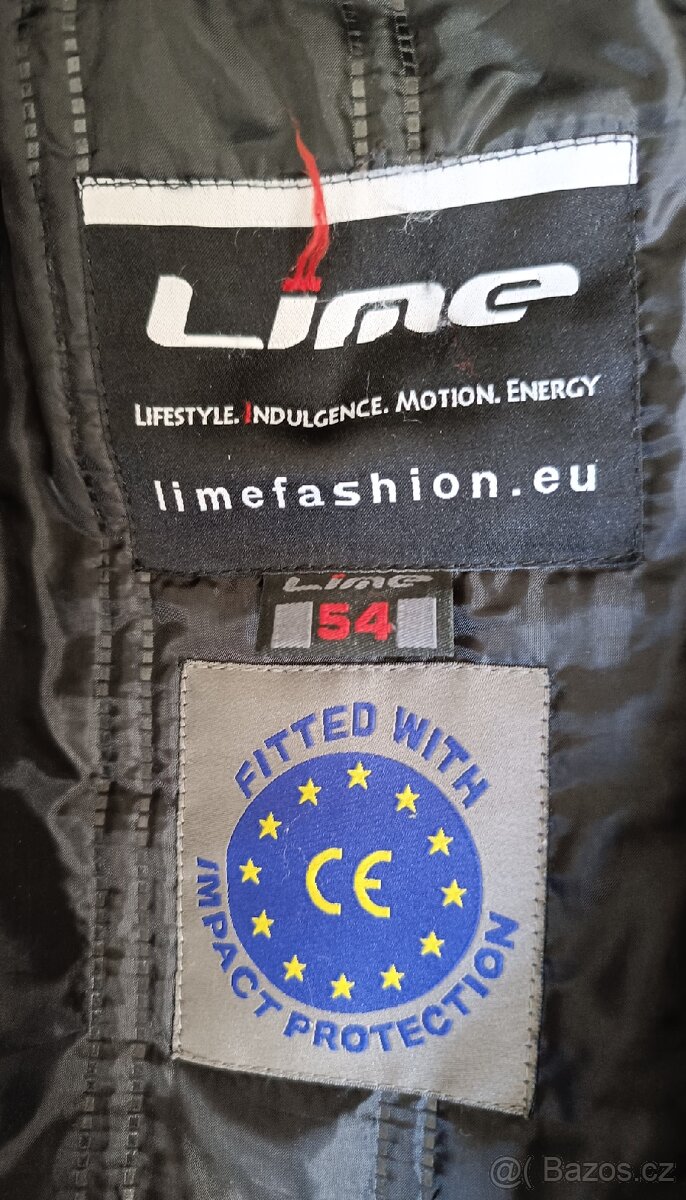 Lime
LIFESTYLE. INDULGENCE. MOTION. ENERGY
limefashion.eu
Lime
54
FITTED WITH
CE
IMPACT PROTECTION
@( Bazos.cz